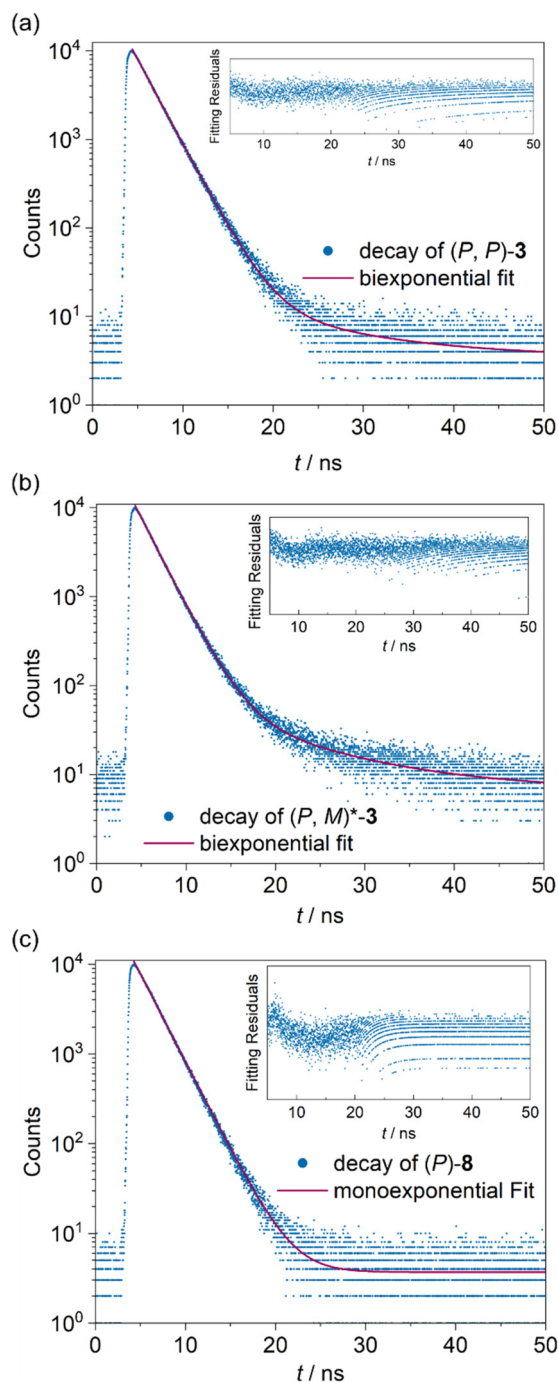 (a)
10⁴
10³
10²
10¹
10⁰
Counts
0 10 20 30 40 50
t / ns
Fitting Residuals
10 20 30 40 50
t / ns
decay of (P, P)-3
biexponential fit
(b)
10⁴
10³
10²
10¹
10⁰
Counts
0 10 20 30 40 50
t / ns
Fitting Residuals
10 20 30 40 50
t / ns
decay of (P, M)*-3
biexponential fit
(c)
10⁴
10³
10²
10¹
10⁰
Counts
0 10 20 30 40 50
t / ns
Fitting Residuals
10 20 30 40 50
t / ns
decay of (P)-8
monoexponential Fit